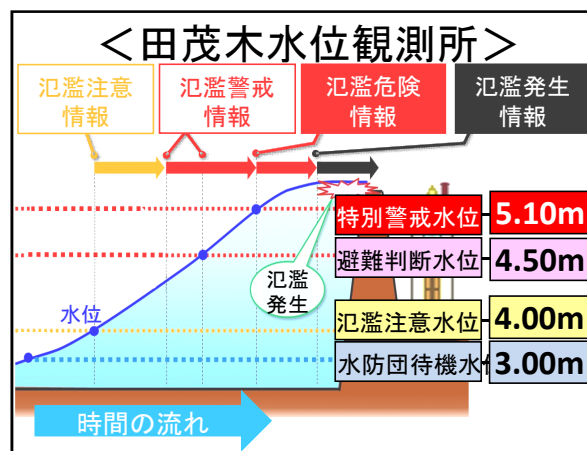 ＜田茂木水位観測所＞
氾濫注意
情報
氾濫警戒
情報
氾濫危険
情報
氾濫発生
情報
特別警戒水位 5.10m
避難判断水位 4.50m
氾濫
発生
水位
氾濫注意水位 4.00m
水防団待機水 3.00m
時間の流れ